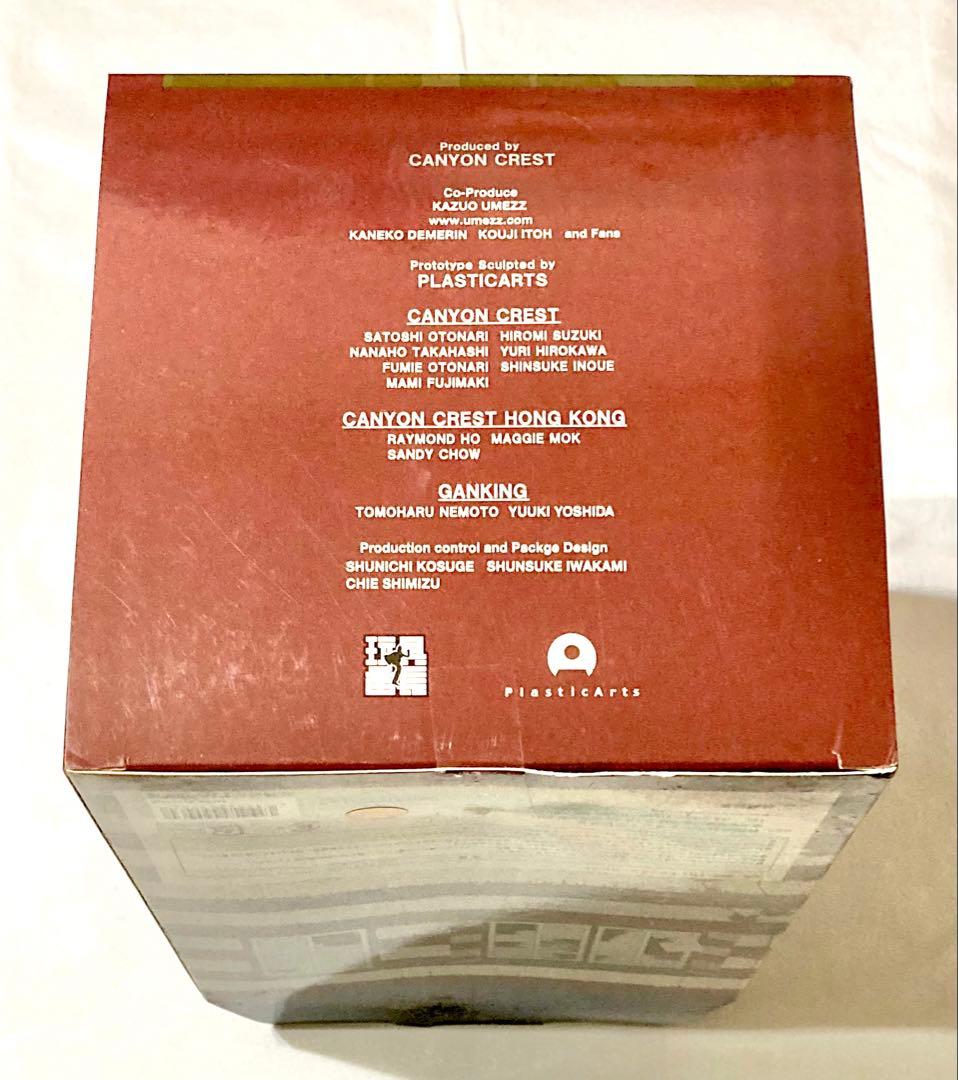 Produced by
CANYON CREST
Co-Produce
KAZUO UMEZZ
www.umezz.com
KANEKO DEMERIN KOUJI ITOH and Fans
Prototype Sculpted by
PLASTICARTS
CANYON CREST
SATOSHI OTONARI HIROMI SUZUKI
NANAHO TAKAHASHI YURI HIROKAWA
FUMIE OTONARI SHINSUKE INOUE
MAMI FUJIMAKI
CANYON CREST HONG KONG
RAYMOND HO MAGGIE MOK
SANDY CHOW
GANKING
TOMOHARU NEMOTO YUUKI YOSHIDA
Production control and Packge Design
SHUNICHI KOSUGE SHUNSUKE IWAKAMI
CHIE SHIMIZU
PlasticArts